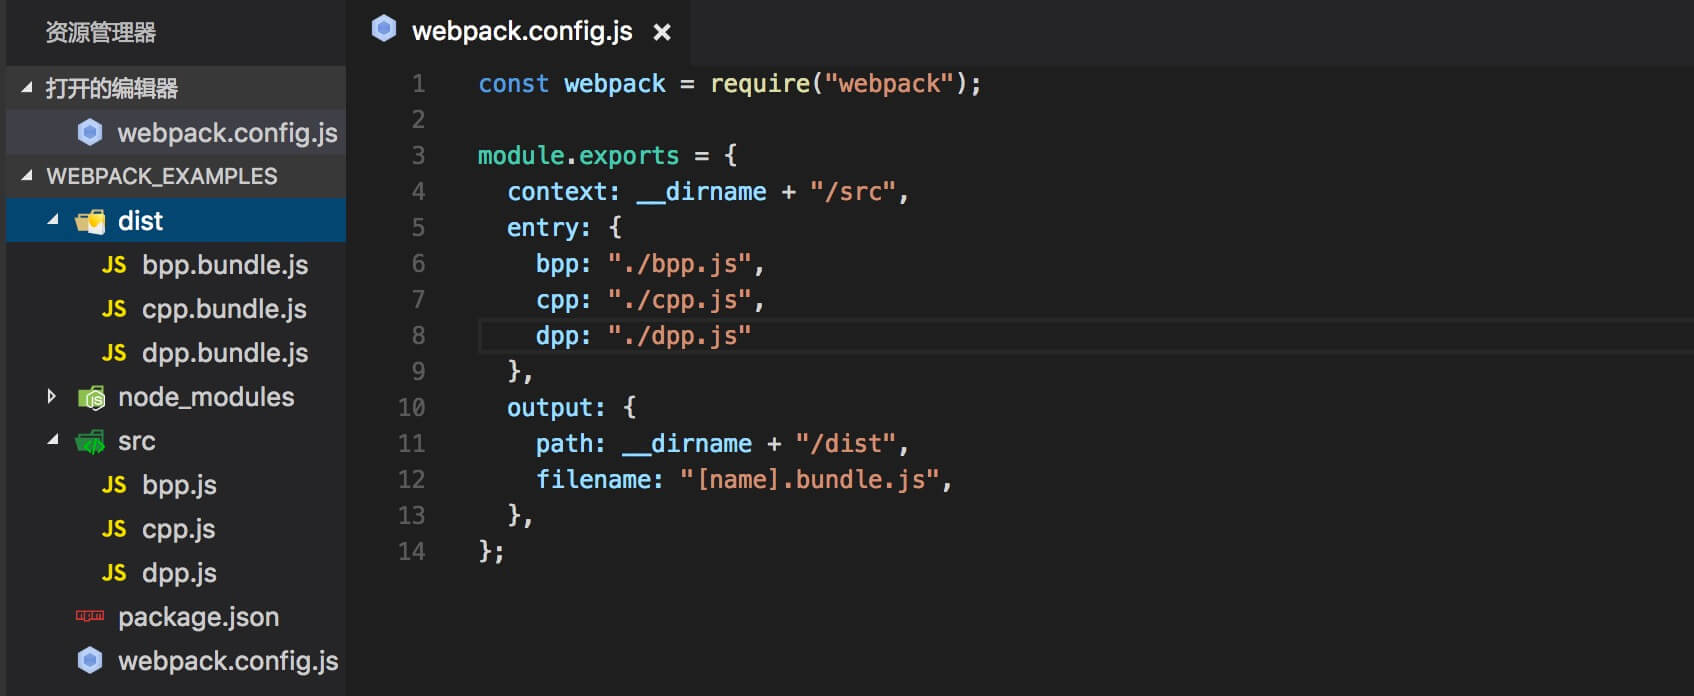 资源管理器
打开的编辑器
webpack.config.js
WEBPACK_EXAMPLES
dist
JS bpp.bundle.js
JS cpp.bundle.js
JS dpp.bundle.js
node_modules
src
JS bpp.js
JS cpp.js
JS dpp.js
package.json
webpack.config.js
webpack.config.js ×
1 const webpack = require("webpack");
2
3 module.exports = {
4   context: __dirname + "/src",
5   entry: {
6     bpp: "./bpp.js",
7     cpp: "./cpp.js",
8     dpp: "./dpp.js"
9   },
10   output: {
11     path: __dirname + "/dist",
12     filename: "[name].bundle.js",
13   },
14 };